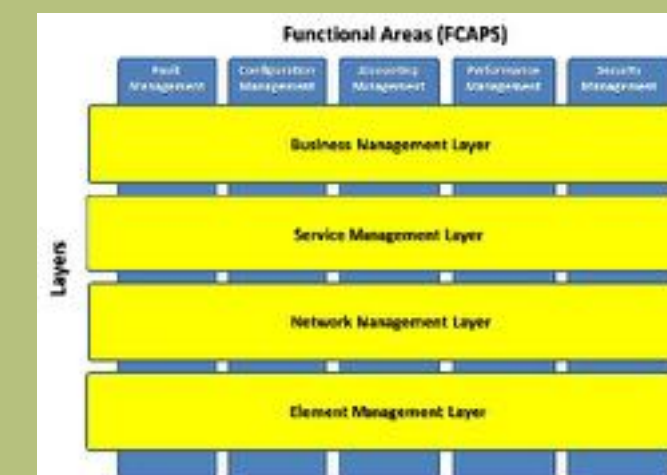 Functional Areas (FCAPS)
Fault Management
Configuration Management
Accounting Management
Performance Management
Security Management
Business Management Layer
Service Management Layer
Network Management Layer
Element Management Layer
Layers